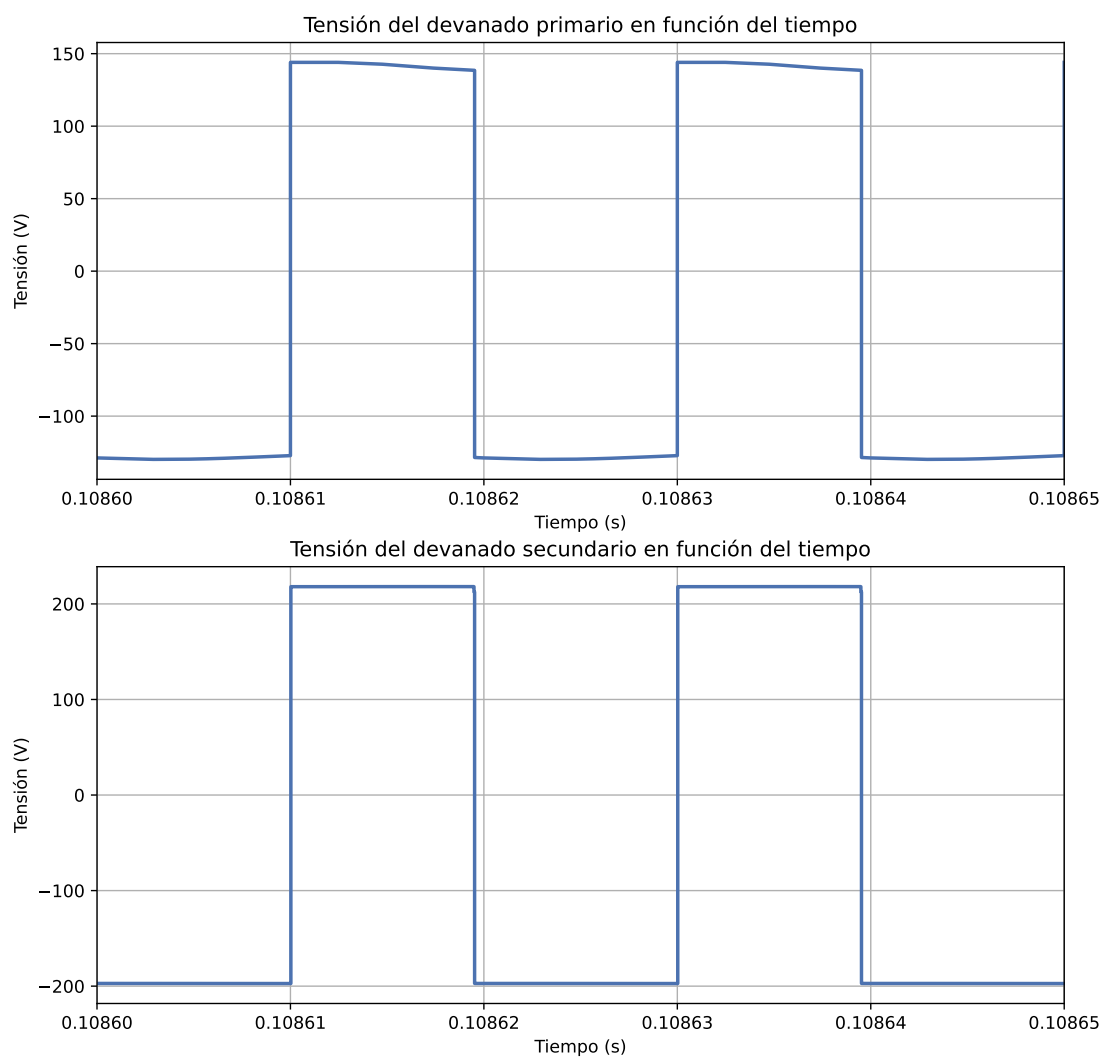 Tensión del devanado primario en función del tiempo
150
100
50
0
−50
−100
Tensión (V)
0.10860 0.10861 0.10862 0.10863 0.10864 0.10865
Tiempo (s)
Tensión del devanado secundario en función del tiempo
200
100
0
−100
−200
Tensión (V)
0.10860 0.10861 0.10862 0.10863 0.10864 0.10865
Tiempo (s)